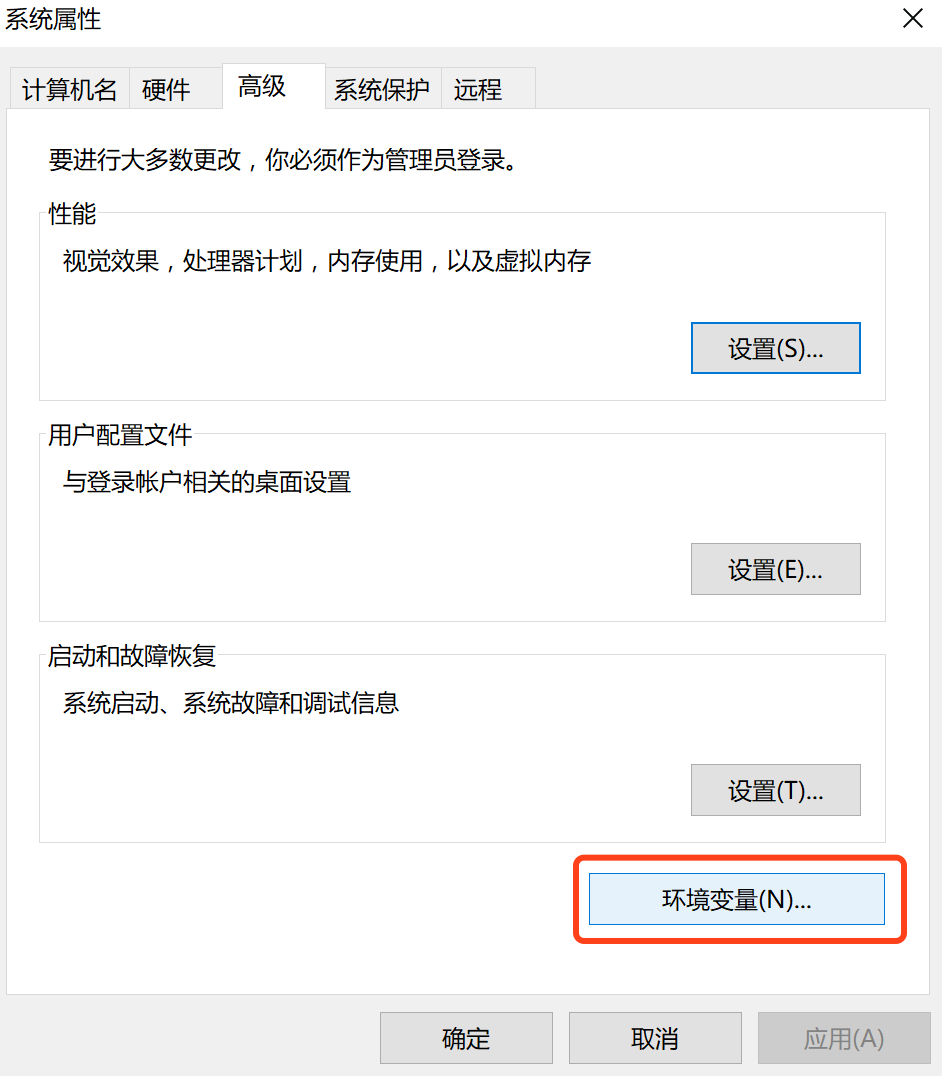 系统属性
计算机名
硬件
高级
系统保护
远程
要进行大多数更改，你必须作为管理员登录。
性能
视觉效果，处理器计划，内存使用，以及虚拟内存
设置(S)...
用户配置文件
与登录帐户相关的桌面设置
设置(E)...
启动和故障恢复
系统启动、系统故障和调试信息
设置(T)...
环境变量(N)...
确定
取消
应用(A)